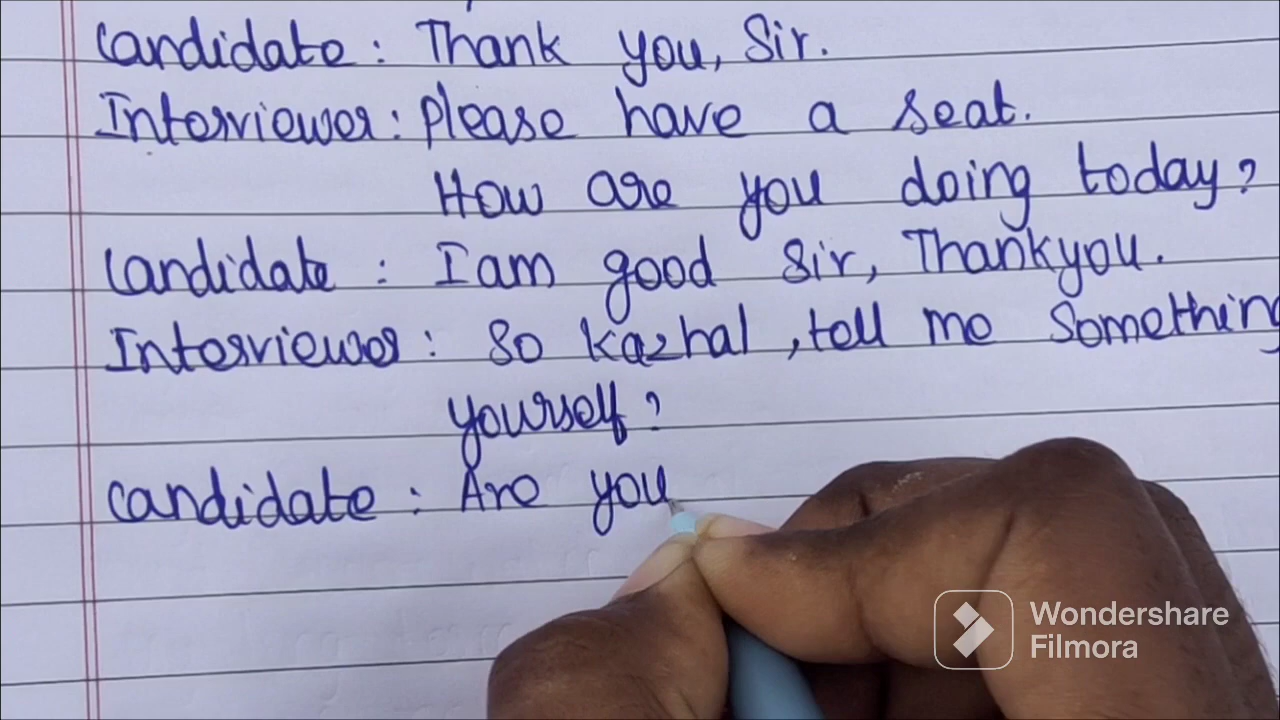 Candidate : Thank you, Sir.
Interviewer : Please have a seat.
How are you doing today?
Candidate : I am good Sir, Thankyou.
Interviewer : So Kazhal , tell me Something
yourself?
Candidate : Are you
Wondershare
Filmora